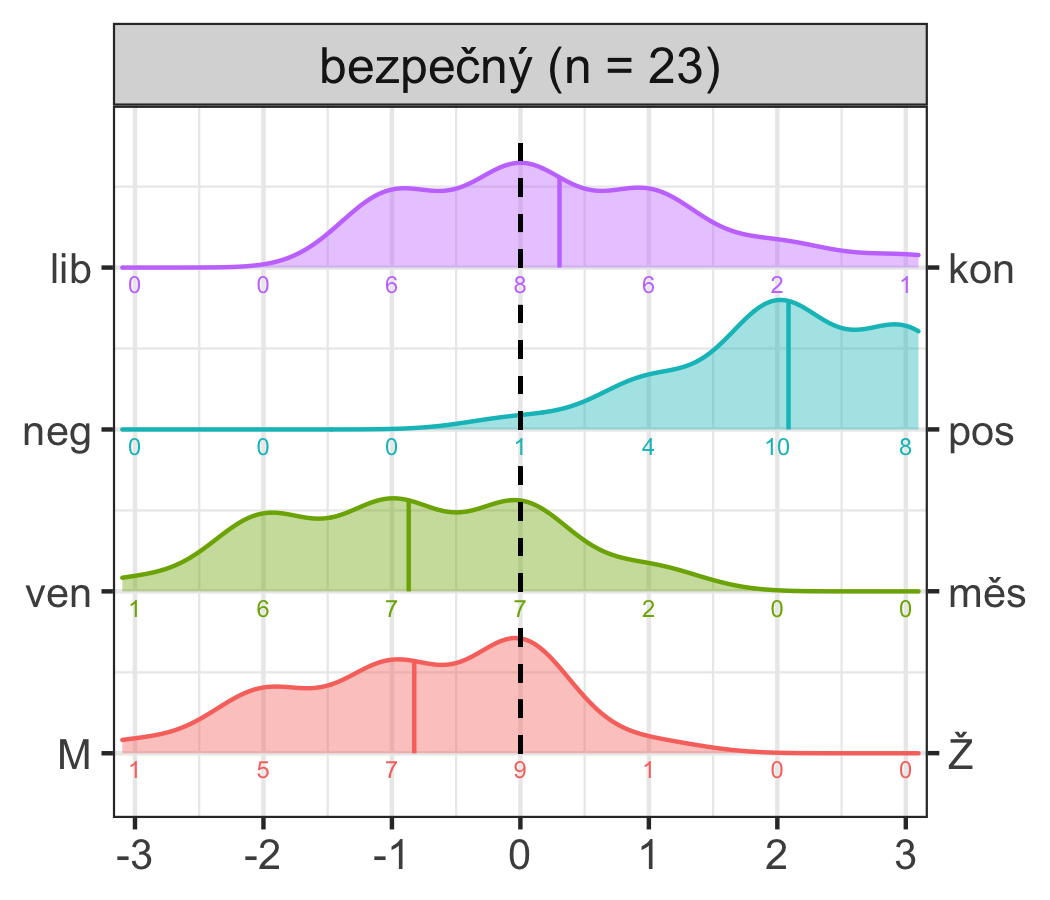 bezpečný (n = 23)
lib kon
0 0 6 8 6 2 1
neg pos
0 0 0 1 4 10 8
ven měs
1 6 7 7 2 0 0
M Ž
1 5 7 9 1 0 0
-3 -2 -1 0 1 2 3